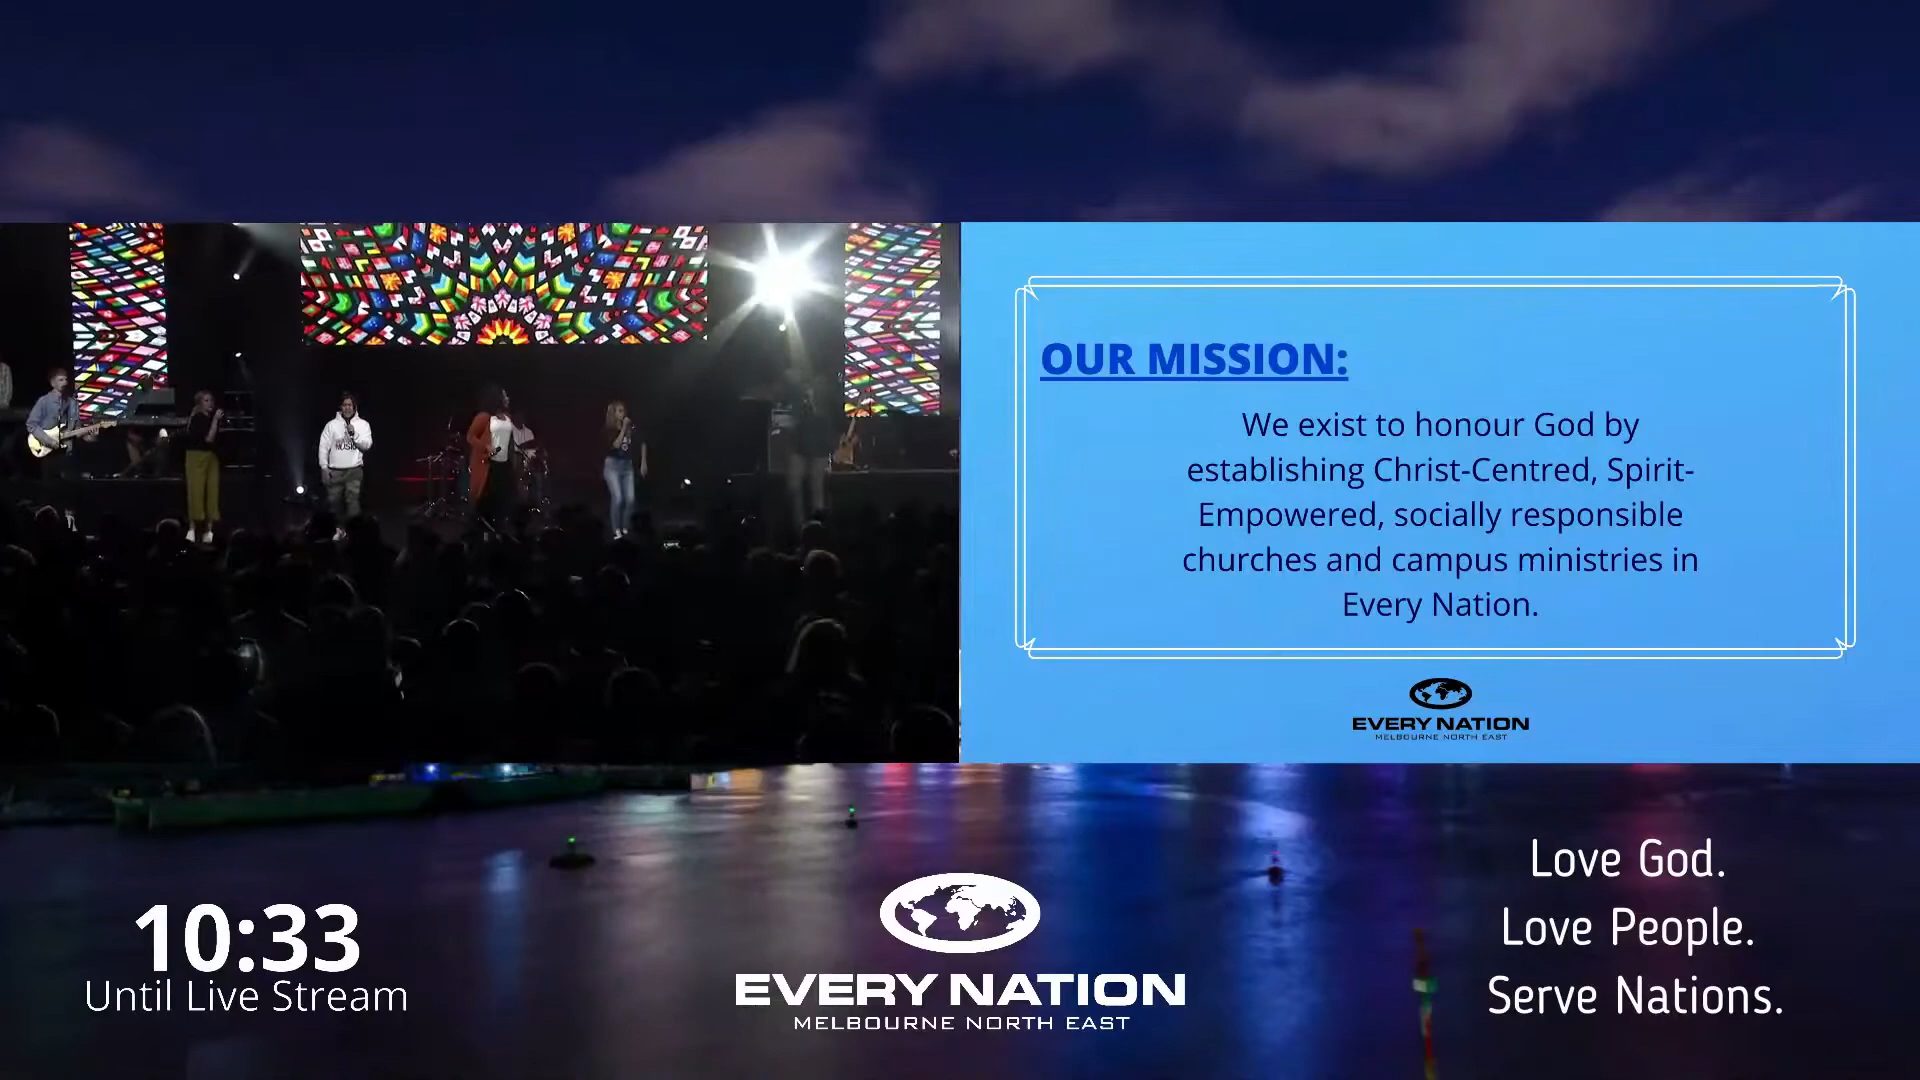 OUR MISSION:
We exist to honour God by
establishing Christ-Centred, Spirit-
Empowered, socially responsible
churches and campus ministries in
Every Nation.
EVERY NATION
MELBOURNE NORTH EAST
10:33
Until Live Stream
EVERY NATION
MELBOURNE NORTH EAST
Love God.
Love People.
Serve Nations.